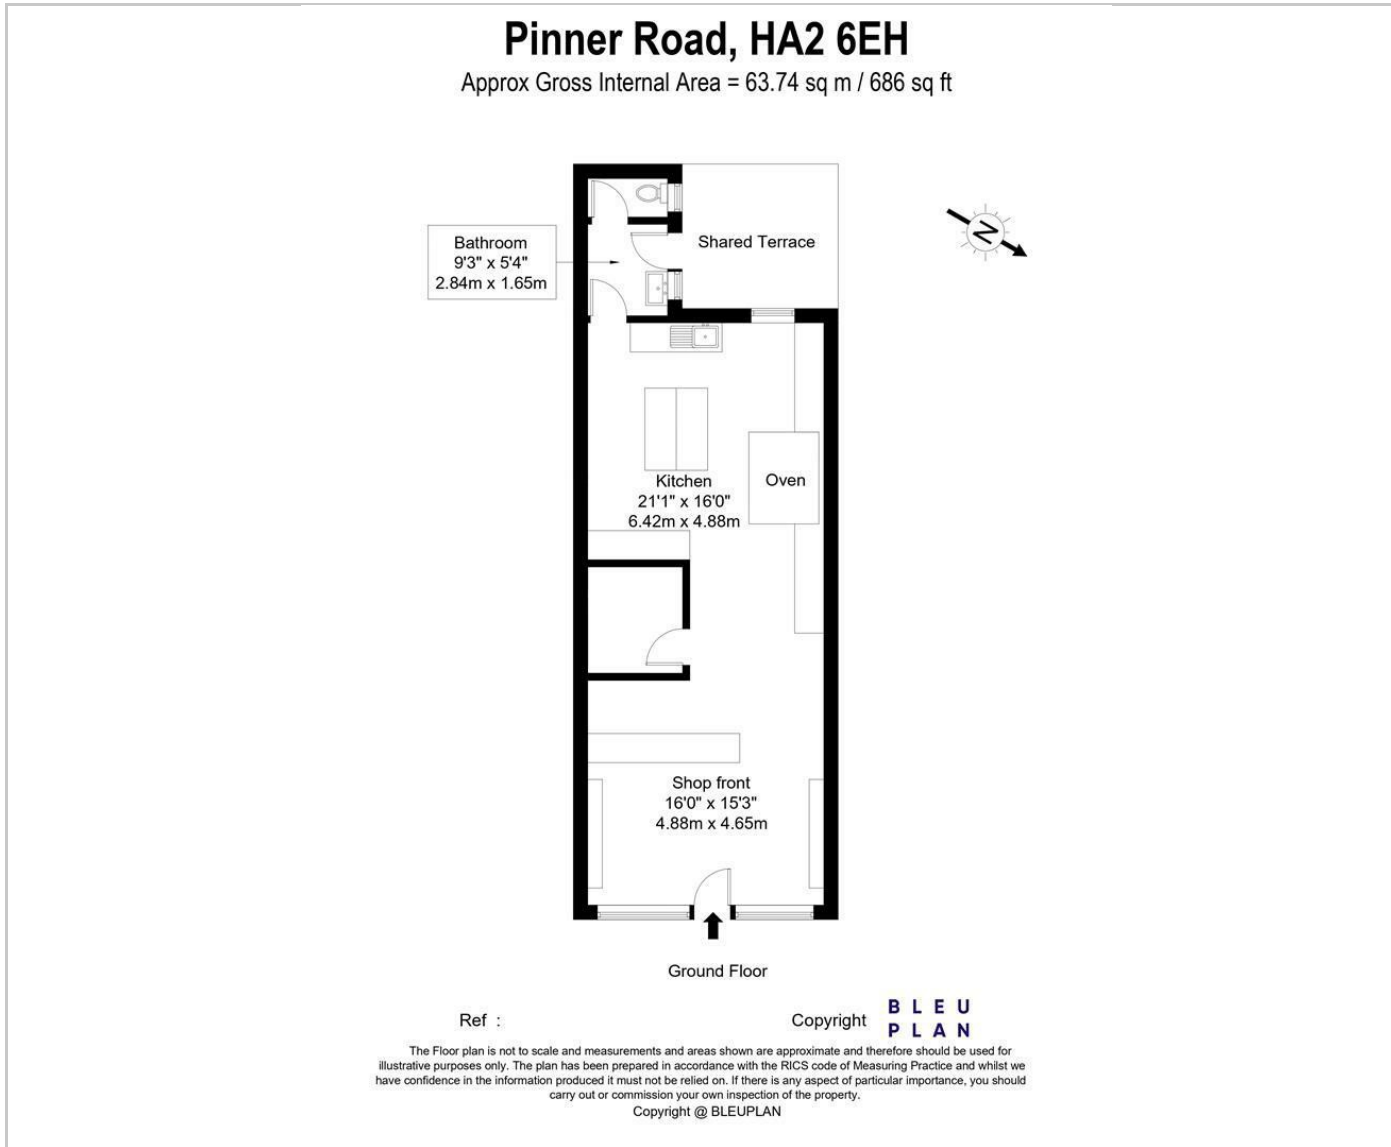 Pinner Road, HA2 6EH
Approx Gross Internal Area = 63.74 sq m / 686 sq ft
Bathroom
9'3" x 5'4"
2.84m x 1.65m
Shared Terrace
N
Kitchen
21'1" x 16'0"
6.42m x 4.88m
Oven
Shop front
16'0" x 15'3"
4.88m x 4.65m
Ground Floor
Ref :
Copyright
BLEU
PLAN
The Floor plan is not to scale and measurements and areas shown are approximate and therefore should be used for
illustrative purposes only. The plan has been prepared in accordance with the RICS code of Measuring Practice and whilst we
have confidence in the information produced it must not be relied on. If there is any aspect of particular importance, you should
carry out or commission your own inspection of the property.
Copyright @ BLEUPLAN